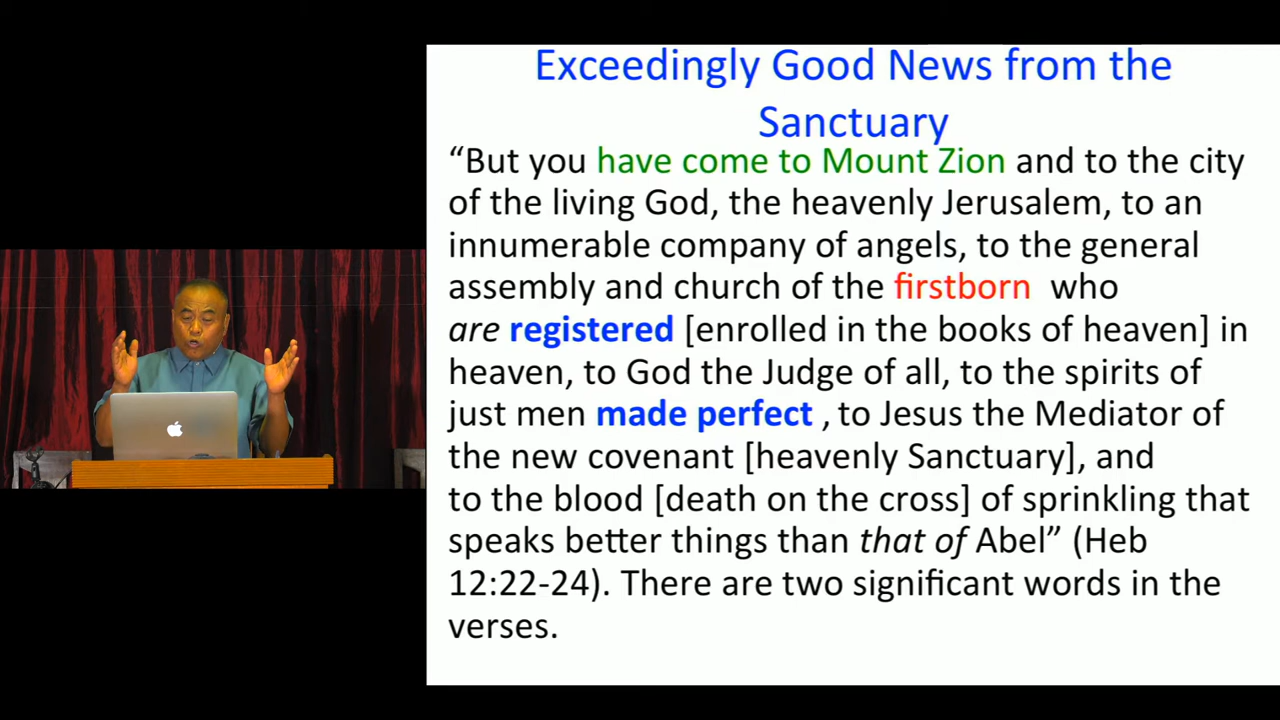 Exceedingly Good News from the
Sanctuary
“But you have come to Mount Zion and to the city
of the living God, the heavenly Jerusalem, to an
innumerable company of angels, to the general
assembly and church of the firstborn who
are registered [enrolled in the books of heaven] in
heaven, to God the Judge of all, to the spirits of
just men made perfect , to Jesus the Mediator of
the new covenant [heavenly Sanctuary], and
to the blood [death on the cross] of sprinkling that
speaks better things than that of Abel” (Heb
12:22-24). There are two significant words in the
verses.